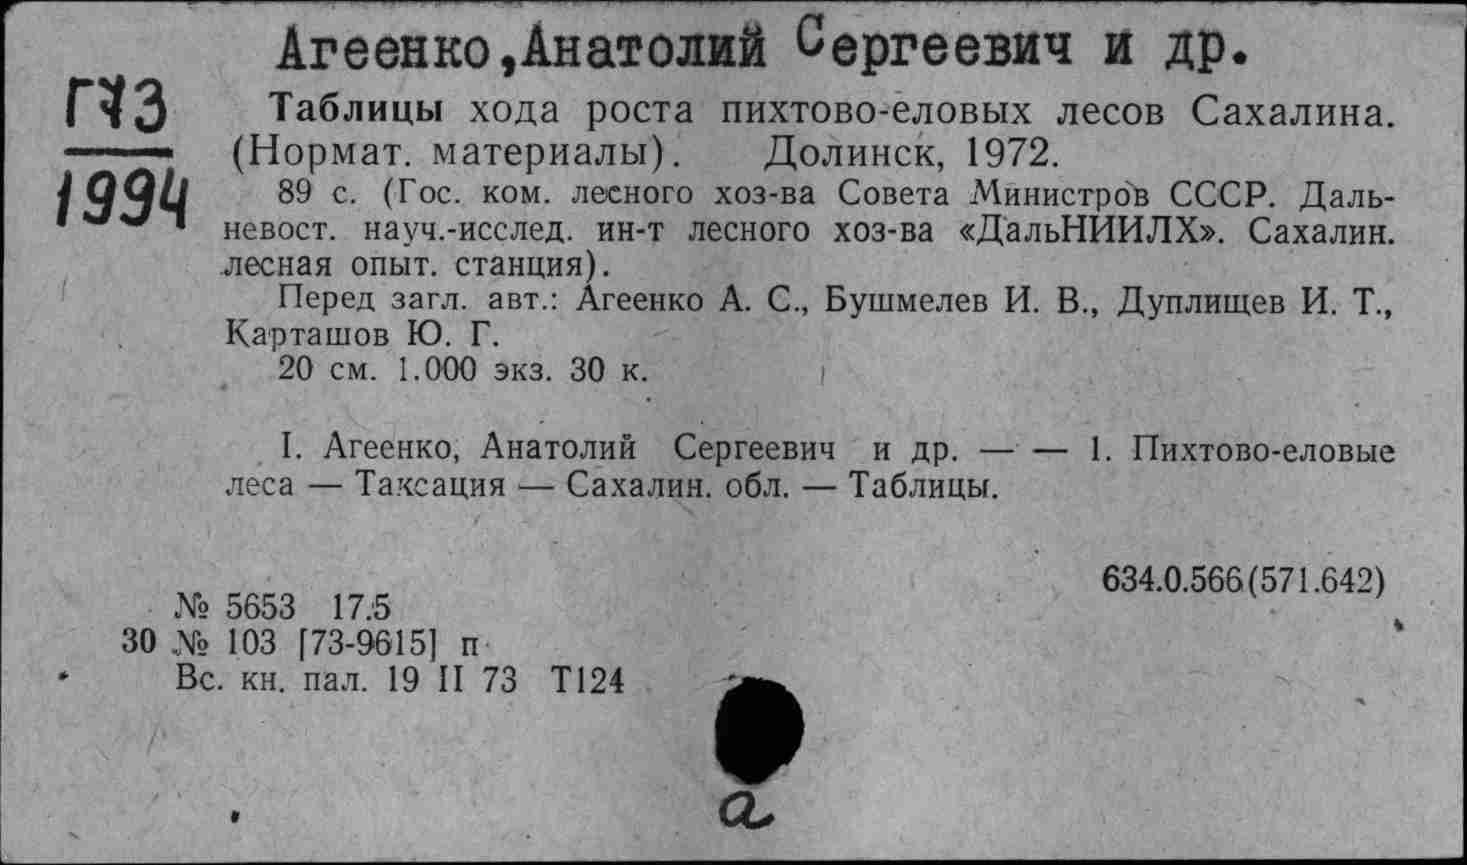 Агеенко,Анатолий Сергеевич и др.
Г73
1994
Таблицы хода роста пихтово-еловых лесов Сахалина.
(Нормат. материалы). Долинск, 1972.
89 с. (Гос. ком. лесного хоз-ва Совета Министров СССР. Даль-
невост. науч.-исслед. ин-т лесного хоз-ва «ДальНИИЛХ». Сахалин.
лесная опыт. станция).
Перед загл. авт.: Агеенко А. С., Бушмелев И. В., Дуплищев И. Т.,
Карташов Ю. Г.
20 см. 1.000 экз. 30 к.
I. Агеенко, Анатолий Сергеевич и др. — — 1. Пихтово-еловые
леса — Таксация — Сахалин. обл. — Таблицы.
634.0.566(571.642)
№ 5653 17.5
30 № 103 [73-9615] п
Вс. кн. пал. 19 II 73 Т124
а